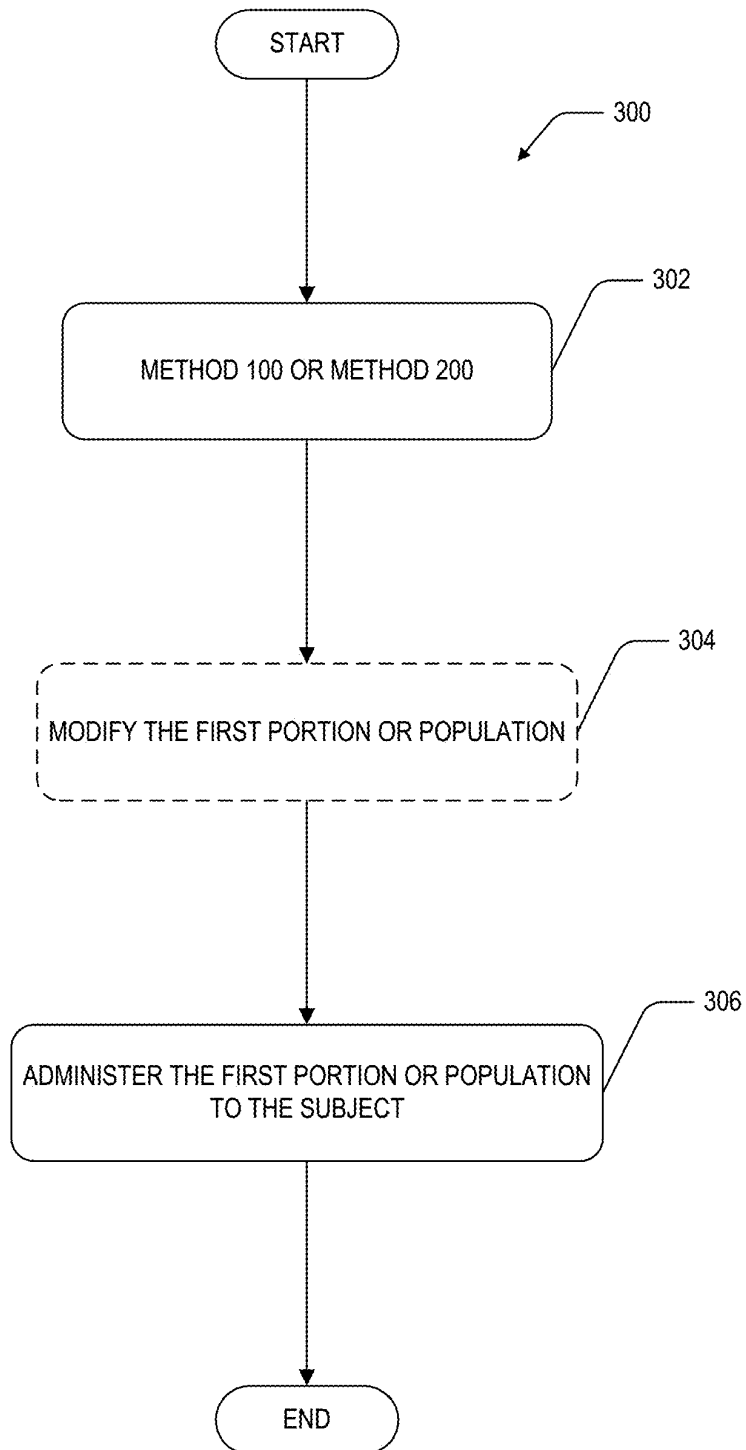 START
300
302
METHOD 100 OR METHOD 200
304
MODIFY THE FIRST PORTION OR POPULATION
306
ADMINISTER THE FIRST PORTION OR POPULATION
TO THE SUBJECT
END